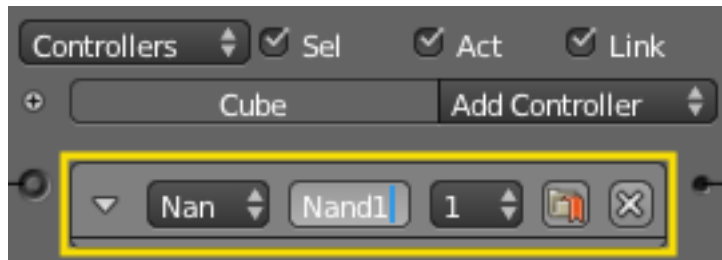 Controllers Sel Act Link
Cube Add Controller
Nan Nand1 1